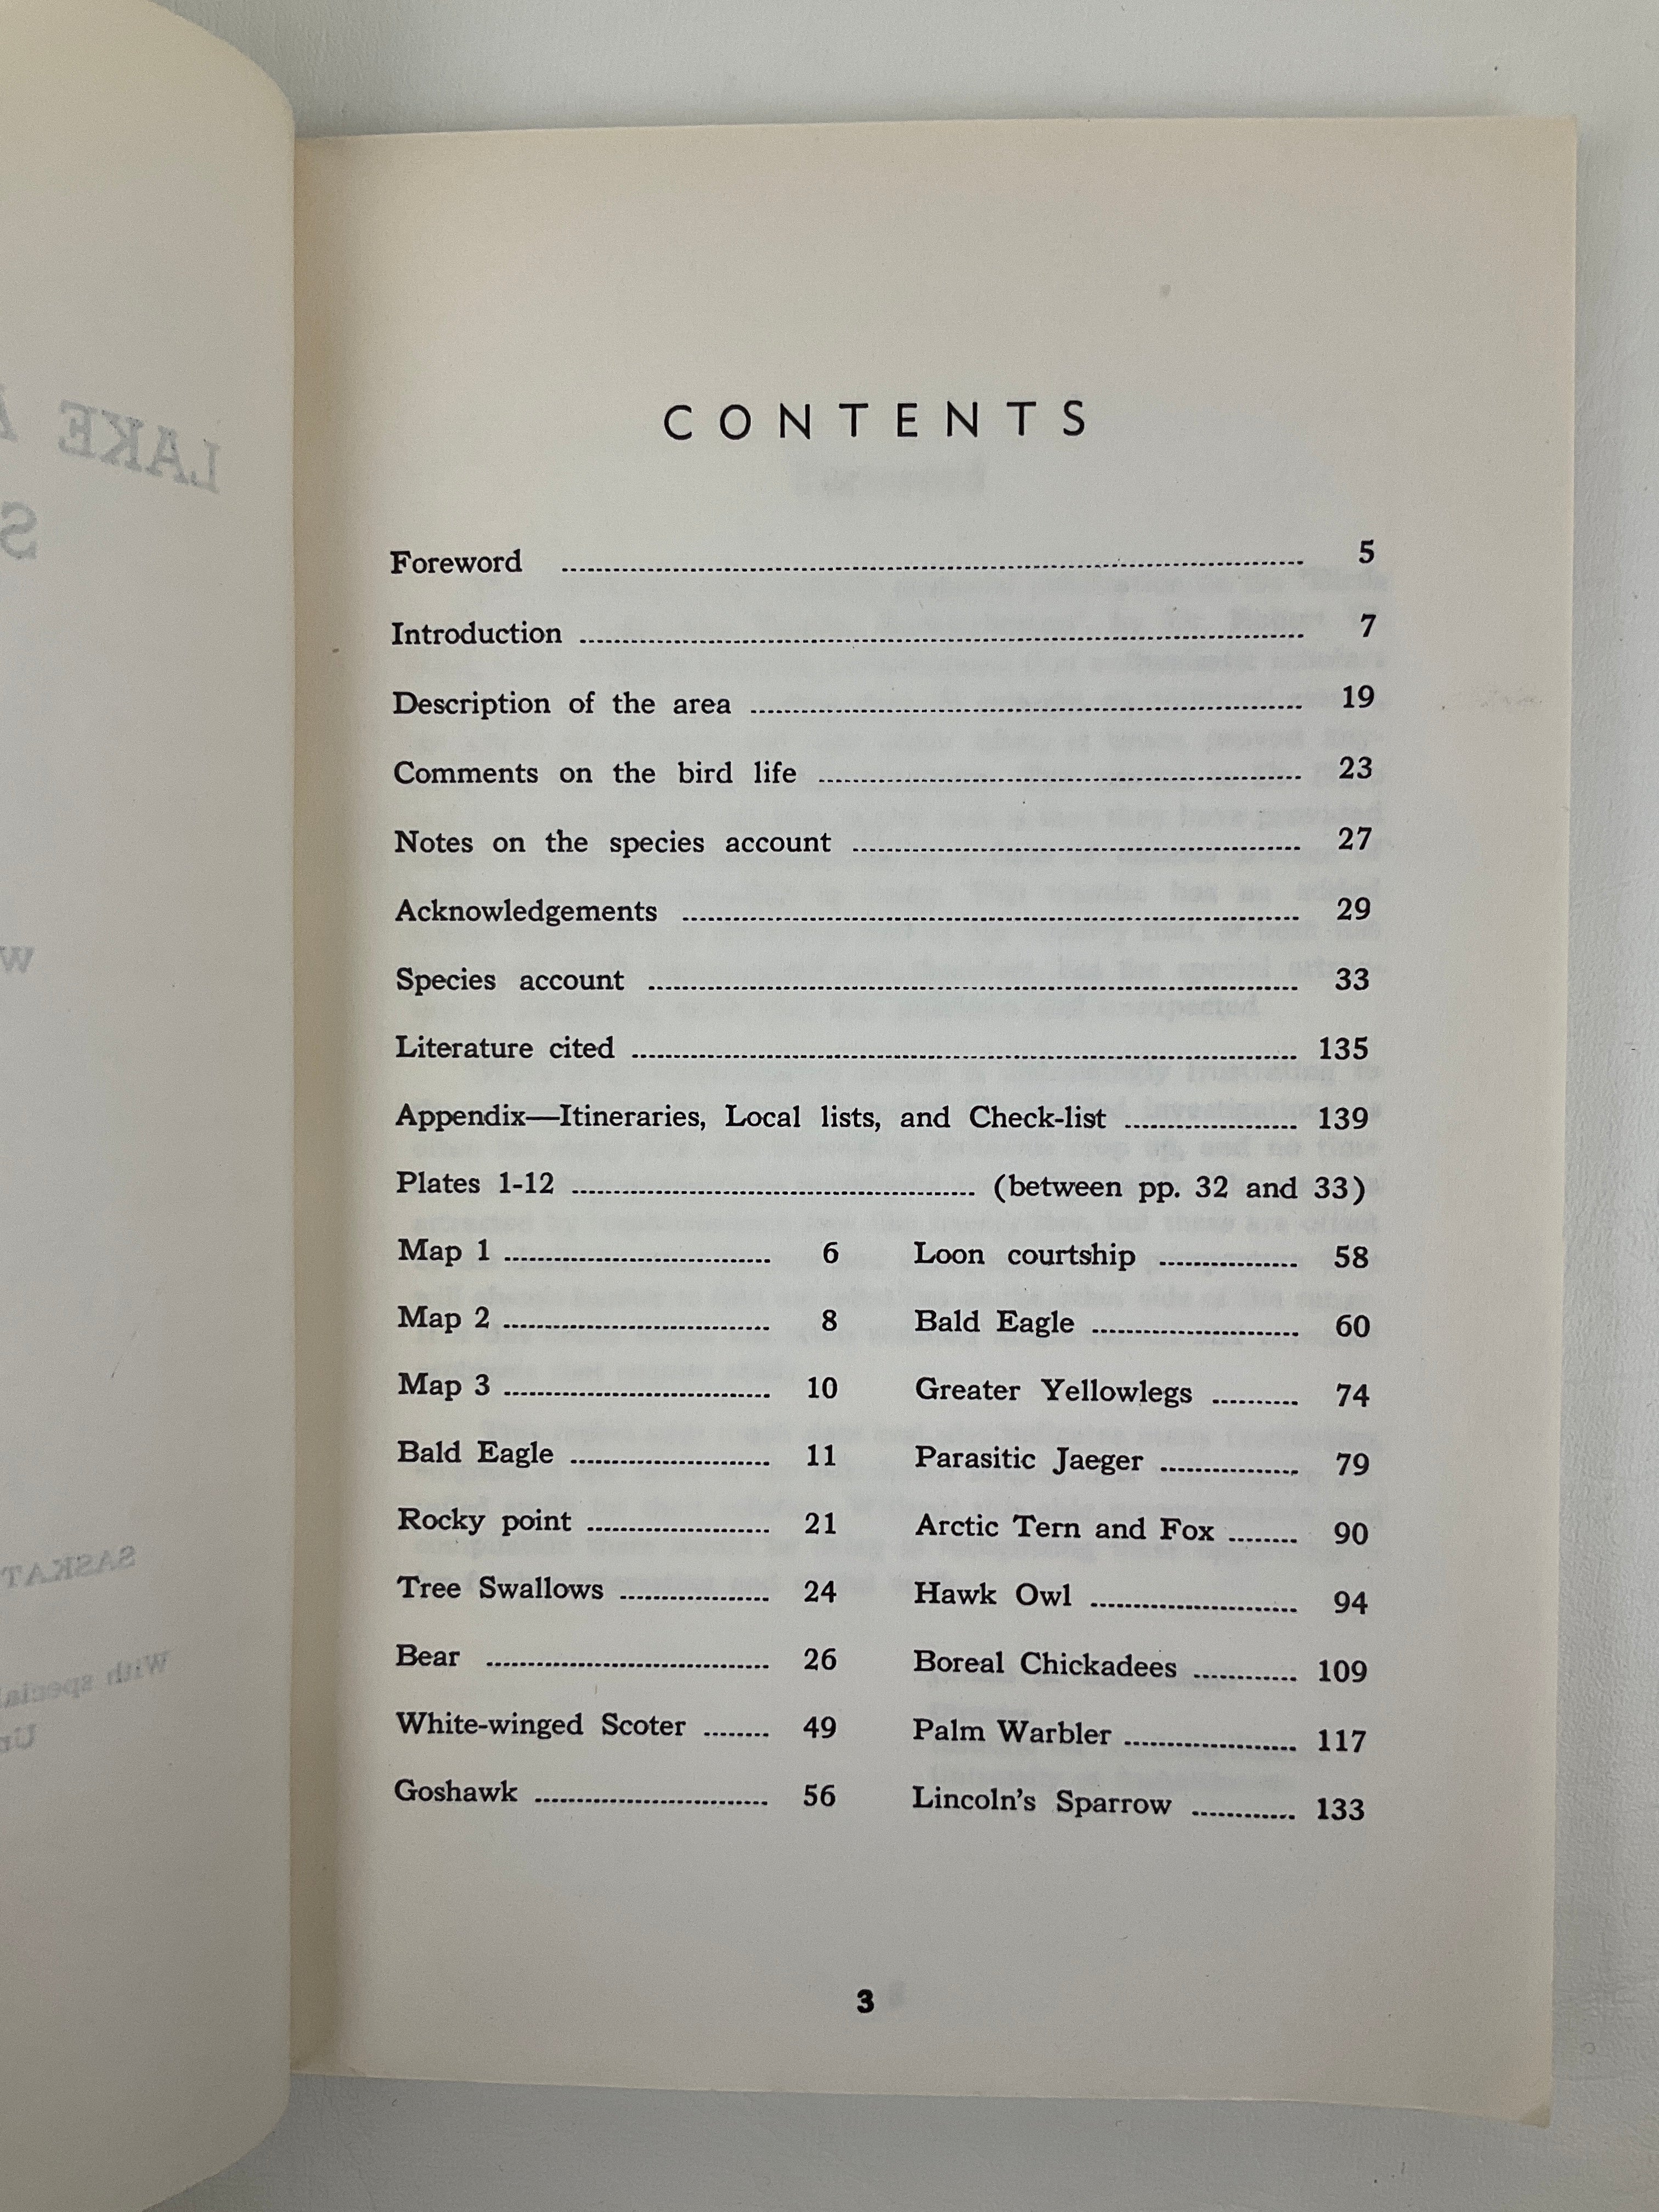 LAKE
S
W
SASKAT
With special
CONTENTS
Foreword 5
Introduction 7
Description of the area 19
Comments on the bird life 23
Notes on the species account 27
Acknowledgements 29
Species account 33
Literature cited 135
Appendix—Itineraries, Local lists, and Check-list 139
Plates 1-12 (between pp. 32 and 33)
Map 1 6
Map 2 8
Map 3 10
Bald Eagle 11
Rocky point 21
Tree Swallows 24
Bear 26
White-winged Scoter 49
Goshawk 56
Loon courtship 58
Bald Eagle 60
Greater Yellowlegs 74
Parasitic Jaeger 79
Arctic Tern and Fox 90
Hawk Owl 94
Boreal Chickadees 109
Palm Warbler 117
Lincoln's Sparrow 133
3